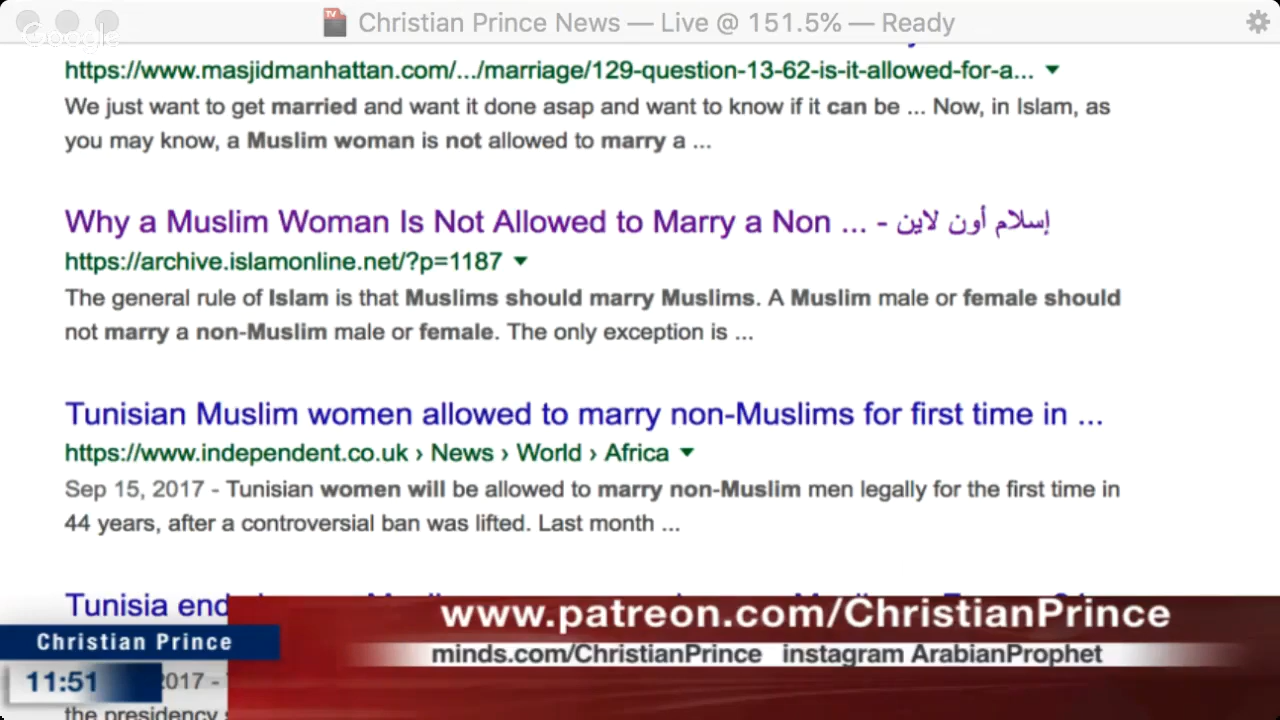 Christian Prince News — Live @ 151.5% — Ready
Google
https://www.masjidmanhattan.com/.../marriage/129-question-13-62-is-it-allowed-for-a...
We just want to get married and want it done asap and want to know if it can be ... Now, in Islam, as
you may know, a Muslim woman is not allowed to marry a ...
Why a Muslim Woman Is Not Allowed to Marry a Non ... - إسلام أون لاين
https://archive.islamonline.net/?p=1187
The general rule of Islam is that Muslims should marry Muslims. A Muslim male or female should
not marry a non-Muslim male or female. The only exception is ...
Tunisian Muslim women allowed to marry non-Muslims for first time in ...
https://www.independent.co.uk › News › World › Africa
Sep 15, 2017 - Tunisian women will be allowed to marry non-Muslim men legally for the first time in
44 years, after a controversial ban was lifted. Last month ...
Tunisia
www.patreon.com/ChristianPrince
Christian Prince
minds.com/ChristianPrince instagram ArabianProphet
11:51
2017 -
the presidency